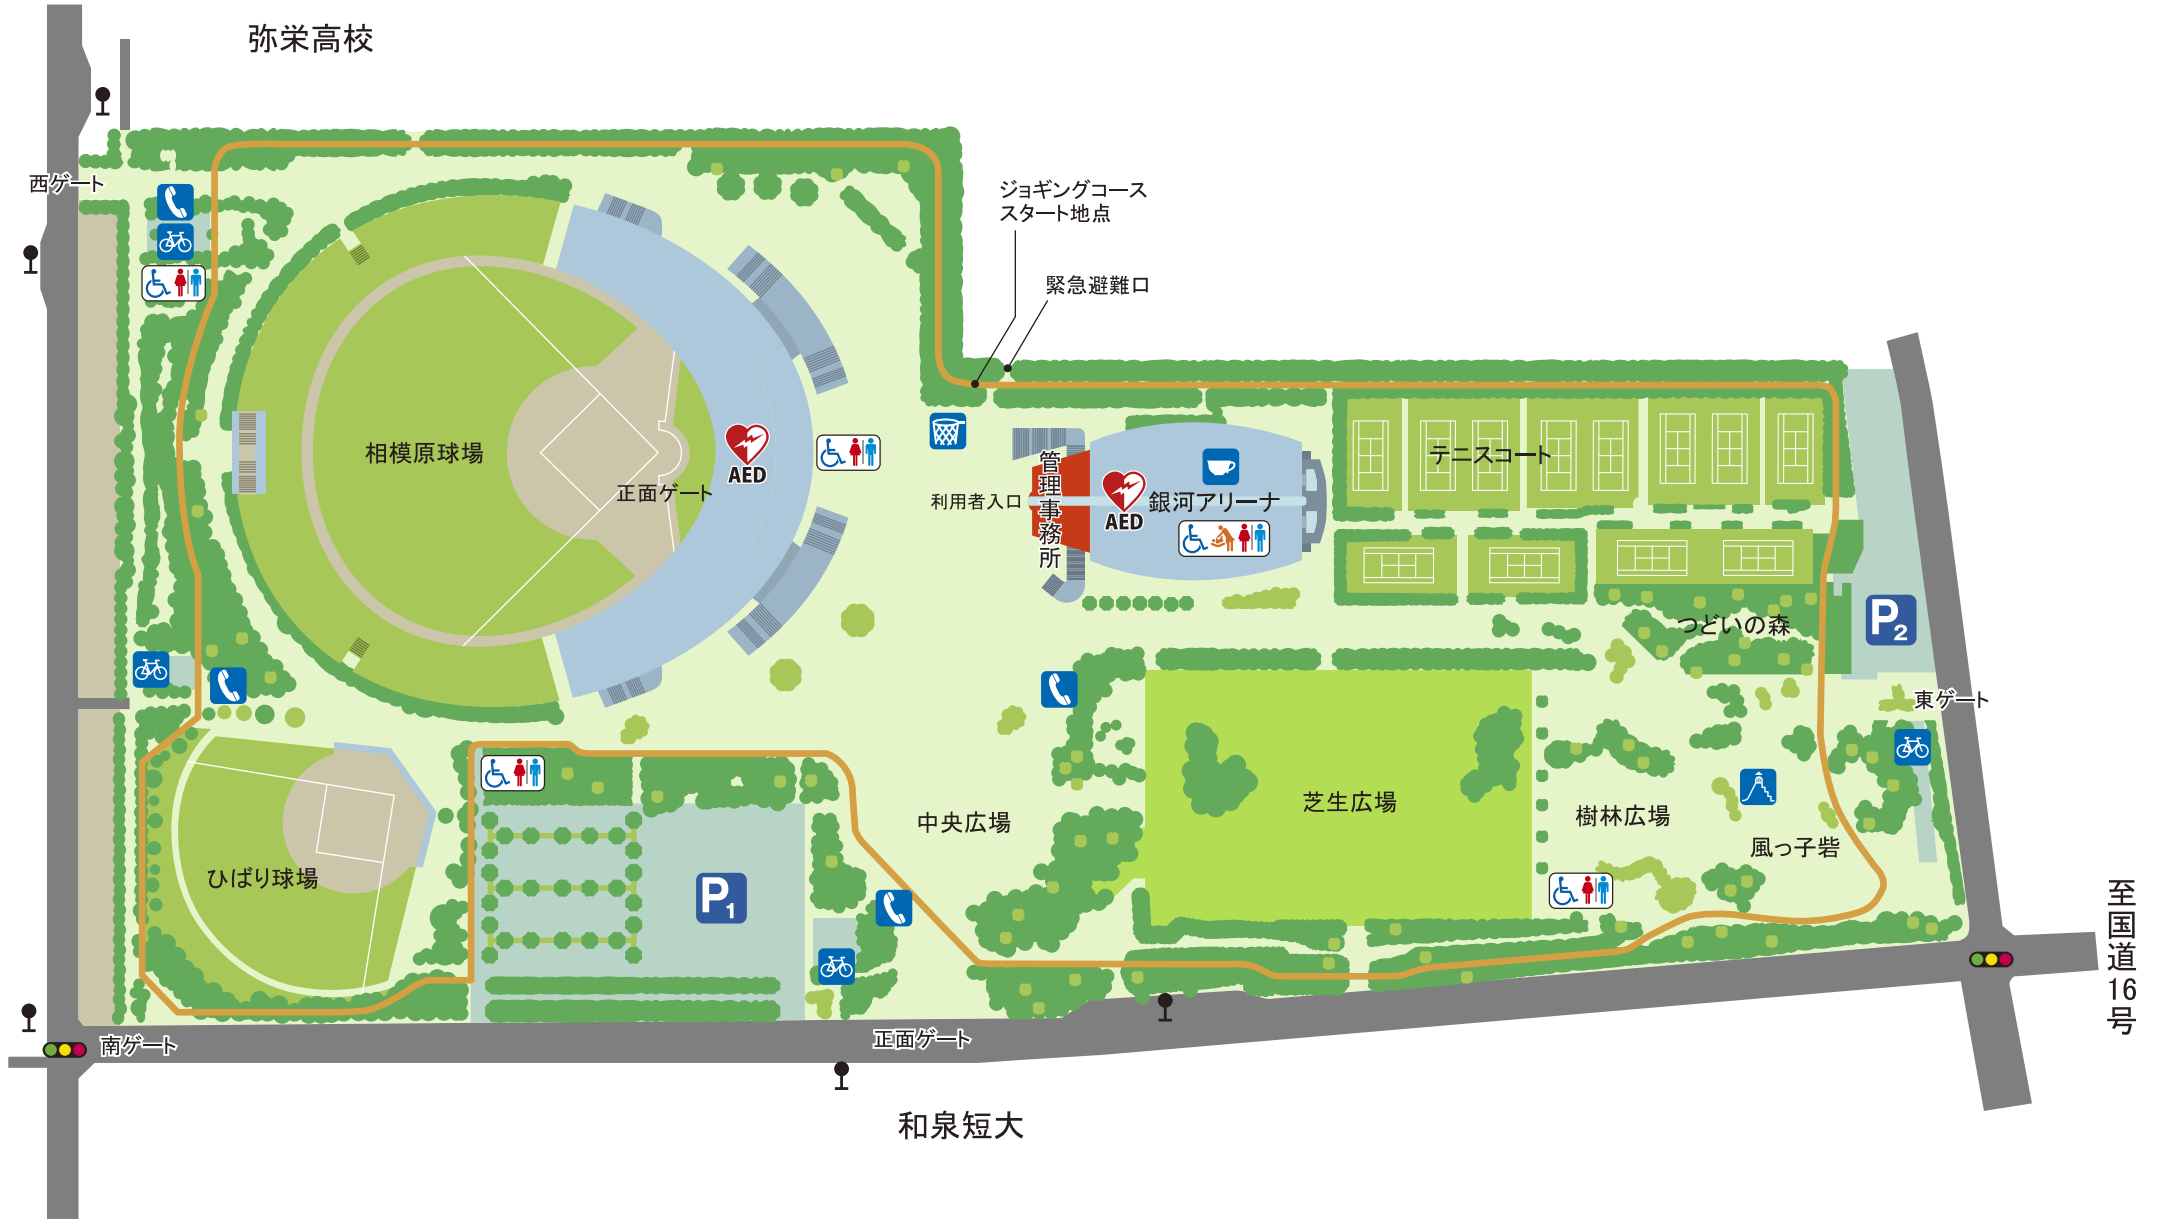 弥栄高校
西ゲート
ジョギングコース
スタート地点
緊急避難口
相模原球場
正面ゲート
AED
利用者入口
管理事務所
AED
銀河アリーナ
テニスコート
つどいの森
P2
東ゲート
芝生広場
中央広場
樹林広場
風っ子砦
ひばり球場
P1
至国道16号
南ゲート
正面ゲート
和泉短大